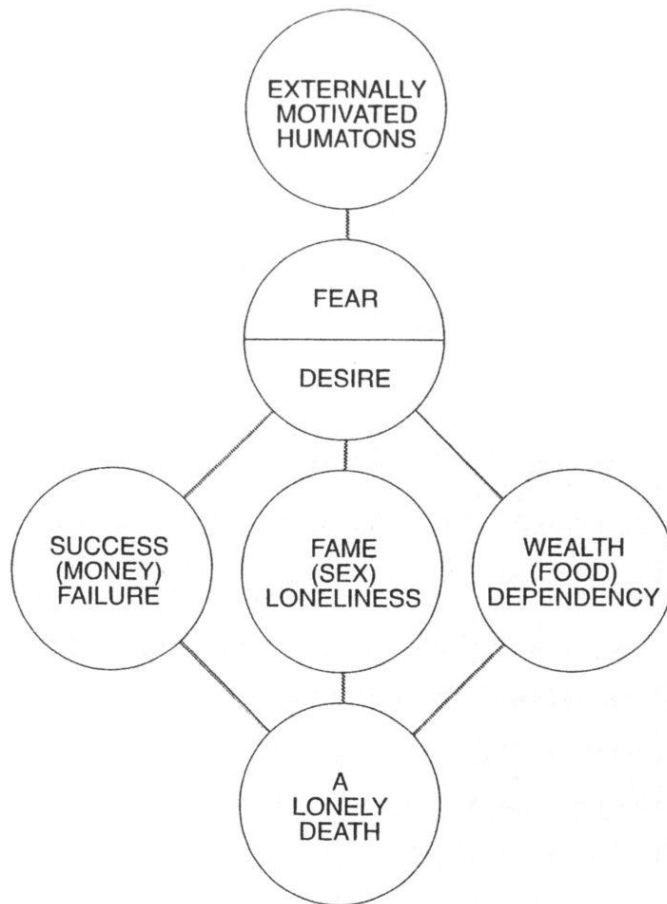 EXTERNALLY
MOTIVATED
HUMATONS
FEAR
DESIRE
SUCCESS
(MONEY)
FAILURE
FAME
(SEX)
LONELINESS
WEALTH
(FOOD)
DEPENDENCY
A
LONELY
DEATH